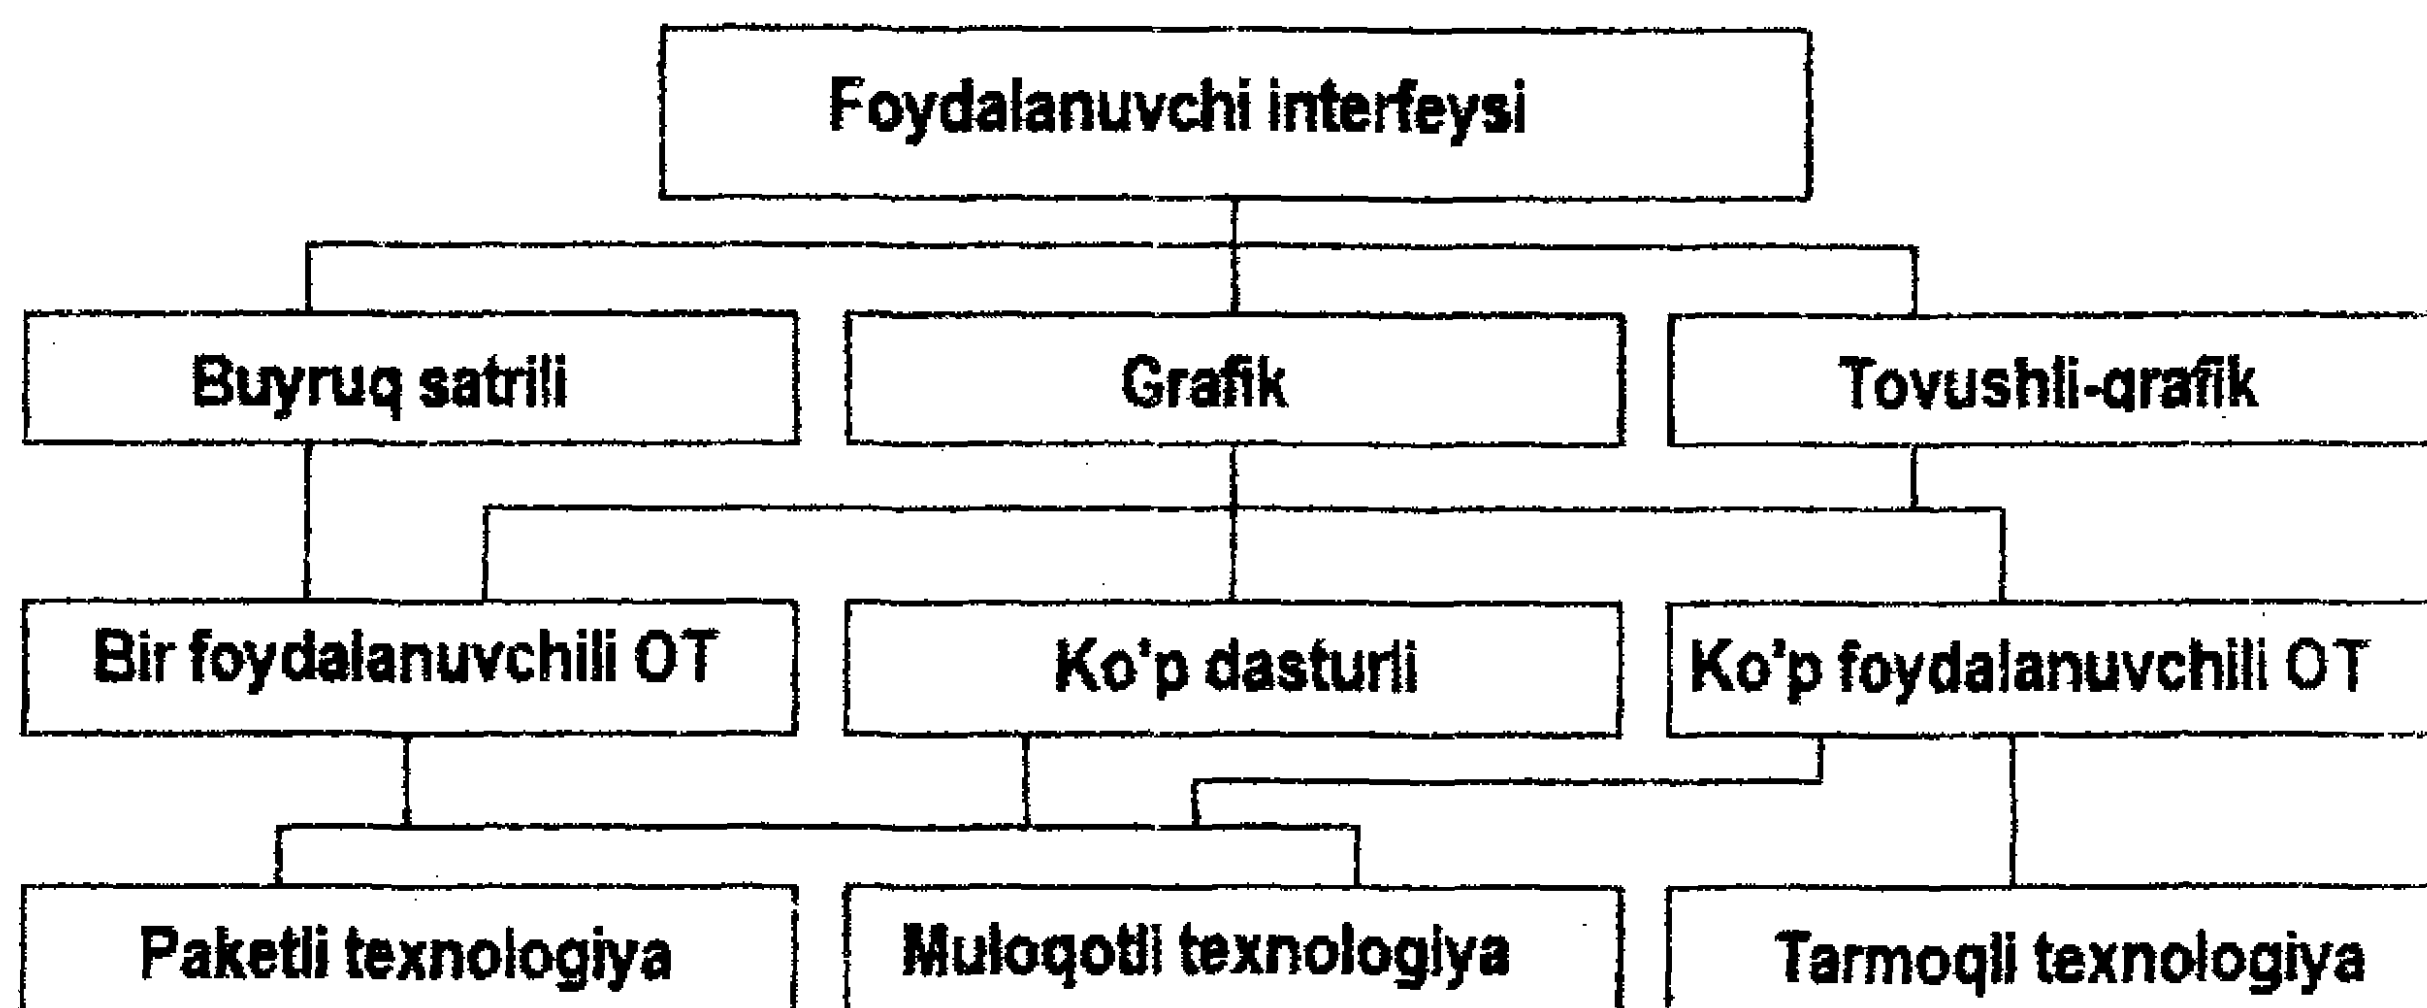 Foydalanuvchi interfeysi
Buyruq satrili
Grafik
Tovushli-qrafik
Bir foydalanuvchili OT
Ko'p dasturli
Ko'p foydalanuvchili OT
Paketli texnologiya
Muloqotli texnologiya
Tarmoqli texnologiya